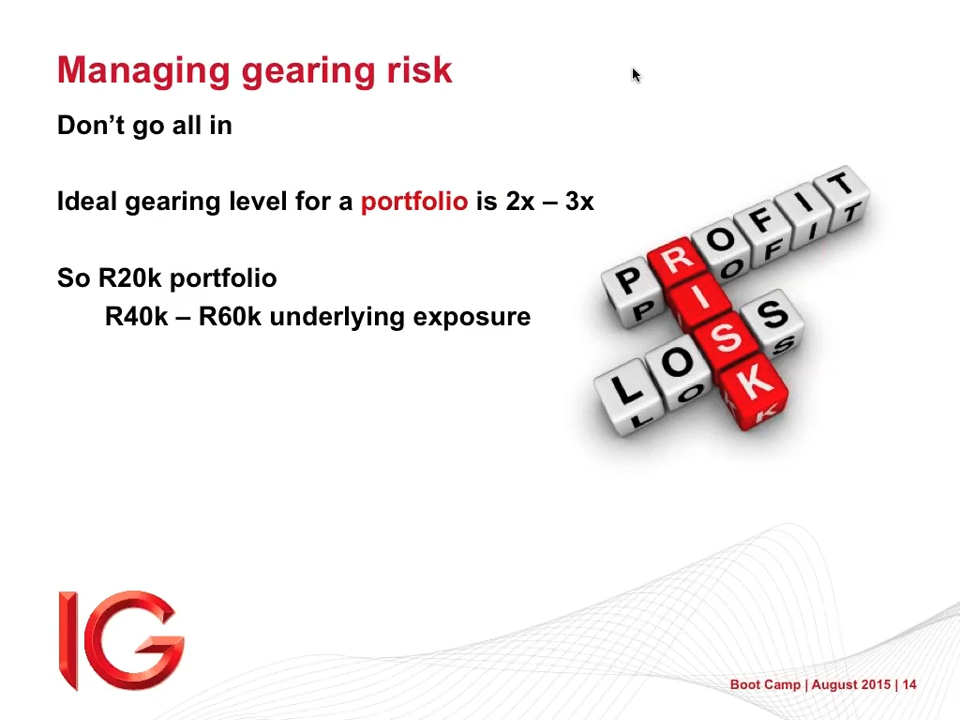 Managing gearing risk
Don’t go all in
Ideal gearing level for a portfolio is 2x – 3x
So R20k portfolio
R40k – R60k underlying exposure
PROFIT
RISK
LOSS
IG
Boot Camp | August 2015 | 14